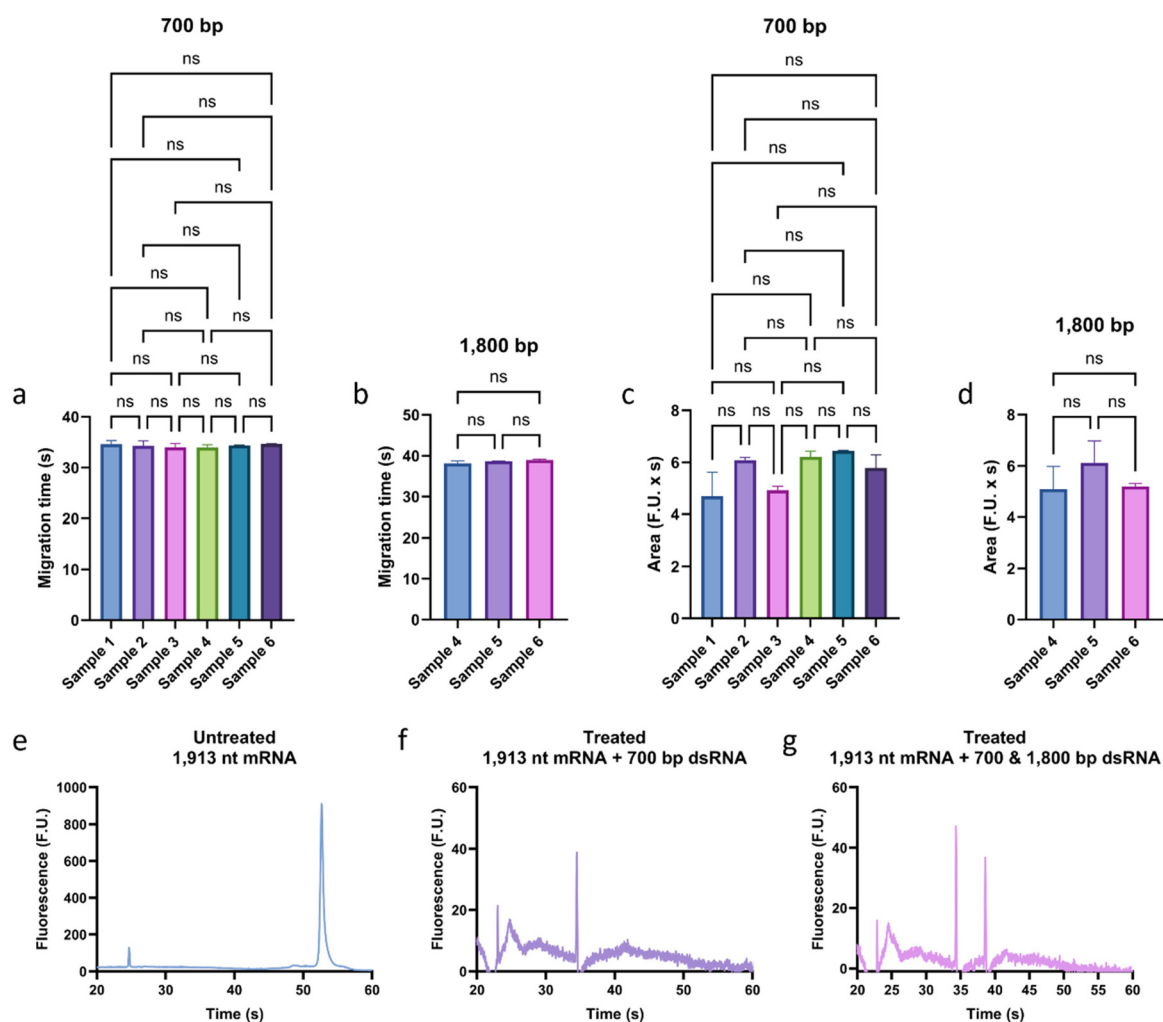 700 bp
ns
ns
ns
ns
ns
ns
ns ns
ns ns
ns ns ns ns ns
a
Migration time (s)
40
30
20
10
0
Sample 1
Sample 2
Sample 3
Sample 4
Sample 5
Sample 6
1,800 bp
ns
ns ns
b
Migration time (s)
50
40
30
20
10
0
Sample 4
Sample 5
Sample 6
700 bp
ns
ns
ns
ns
ns
ns
ns ns
ns ns
ns ns ns ns ns
c
Area (F.U. x s)
8
6
4
2
0
Sample 1
Sample 2
Sample 3
Sample 4
Sample 5
Sample 6
1,800 bp
ns
ns ns
d
Area (F.U. x s)
8
6
4
2
0
Sample 4
Sample 5
Sample 6
e
Untreated
1,913 nt mRNA
Fluorescence (F.U.)
1000
800
600
400
200
0
20 30 40 50 60
Time (s)
f
Treated
1,913 nt mRNA + 700 bp dsRNA
Fluorescence (F.U.)
60
40
20
0
20 30 40 50 60
Time (s)
g
Treated
1,913 nt mRNA + 700 & 1,800 bp dsRNA
Fluorescence (F.U.)
60
40
20
0
20 25 30 35 40 45 50 55 60
Time (s)